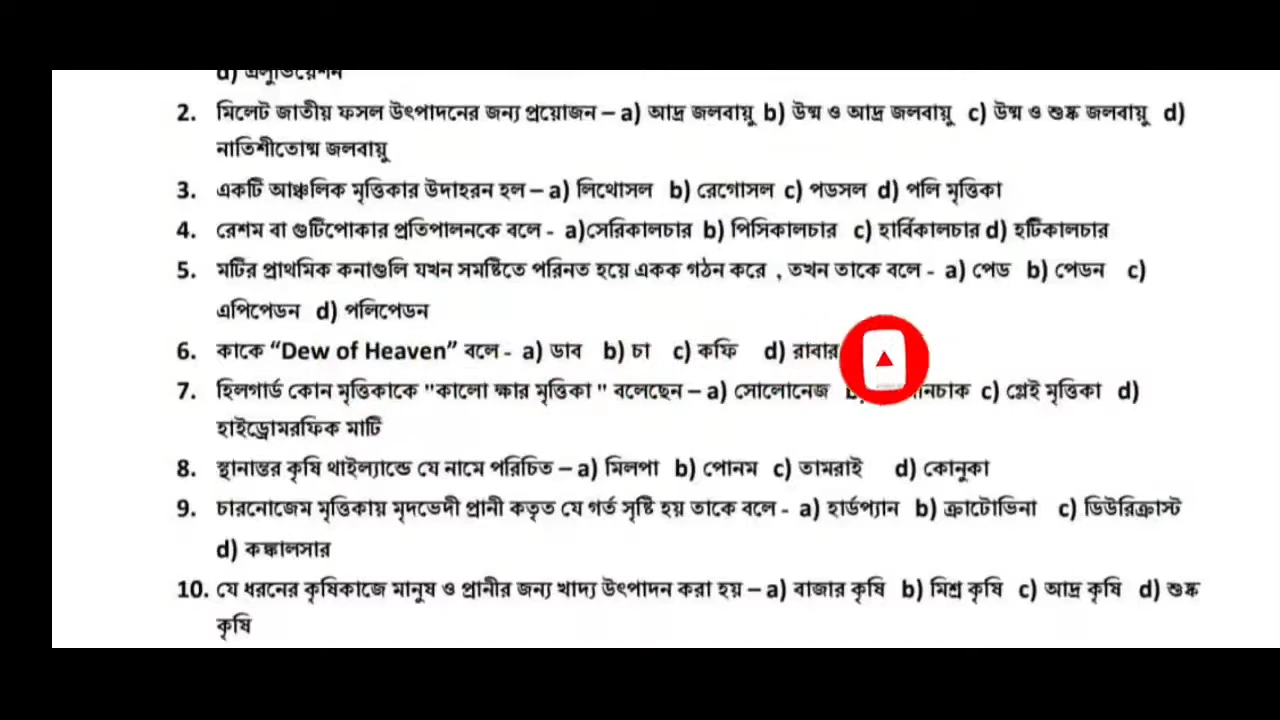 d) এলুভিয়েশন
2. মিলেট জাতীয় ফসল উৎপাদনের জন্য প্রয়োজন – a) আদ্র জলবায়ু b) উষ্ম ও আদ্র জলবায়ু c) উষ্ম ও শুষ্ক জলবায়ু d)
নাতিশীতোষ্ম জলবায়ু
3. একটি আঞ্চলিক মৃত্তিকার উদাহরন হল – a) লিথোসল b) রেগোসল c) পডসল d) পলি মৃত্তিকা
4. রেশম বা গুটিপোকার প্রতিপালনকে বলে - a)সেরিকালচার b) পিসিকালচার c) হার্বিকালচার d) হর্টিকালচার
5. মটির প্রাথমিক কনাগুলি যখন সমষ্টিতে পরিনত হয়ে একক গঠন করে , তখন তাকে বলে - a) পেড b) পেডন c)
এপিপেডন d) পলিপেডন
6. কাকে “Dew of Heaven” বলে - a) ডাব b) চা c) কফি d) রাবার
7. হিলগার্ড কোন মৃত্তিকাকে "কালো ক্ষার মৃত্তিকা " বলেছেন – a) সোলোনেজ c) গ্লেই মৃত্তিকা d)
হাইড্রোমরফিক মাটি
8. স্থানান্তর কৃষি থাইল্যান্ডে যে নামে পরিচিত – a) মিলপা b) পোনম c) তামরাই d) কোনুকা
9. চারনোজেম মৃত্তিকায় মৃদভেদী প্রানী কতৃত যে গর্ত সৃষ্টি হয় তাকে বলে - a) হার্ডপ্যান b) ক্রাটোভিনা c) ডিউরিক্রাস্ট
d) কঙ্কালসার
10. যে ধরনের কৃষিকাজে মানুষ ও প্রানীর জন্য খাদ্য উৎপাদন করা হয় – a) বাজার কৃষি b) মিশ্র কৃষি c) আদ্র কৃষি d) শুষ্ক
কৃষি